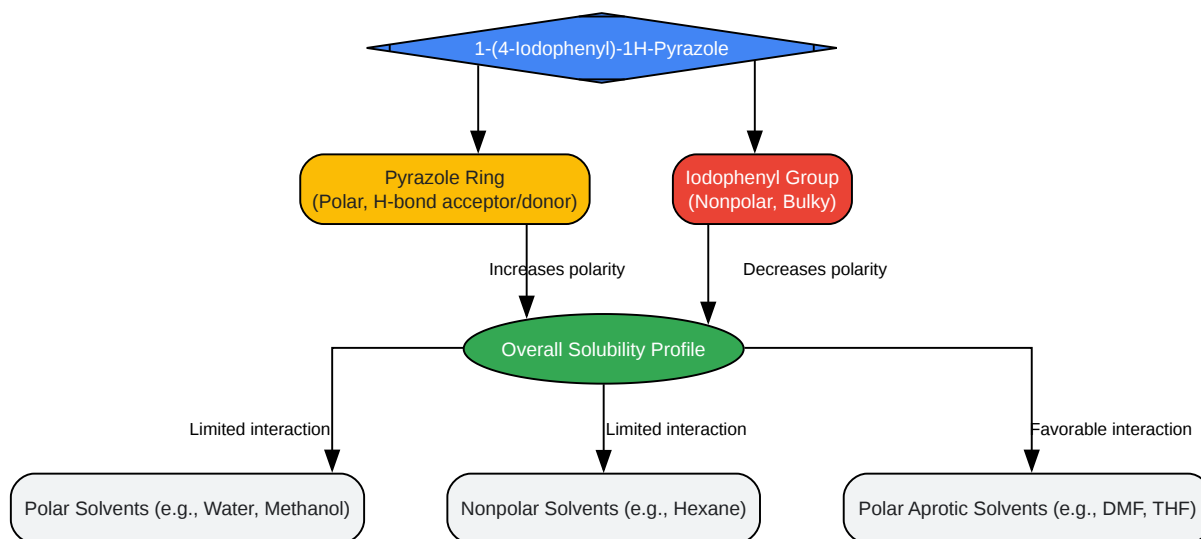 1-(4-Iodophenyl)-1H-Pyrazole
Pyrazole Ring
(Polar, H-bond acceptor/donor)
Iodophenyl Group
(Nonpolar, Bulky)
Increases polarity
Decreases polarity
Overall Solubility Profile
Limited interaction
Limited interaction
Favorable interaction
Polar Solvents (e.g., Water, Methanol)
Nonpolar Solvents (e.g., Hexane)
Polar Aprotic Solvents (e.g., DMF, THF)